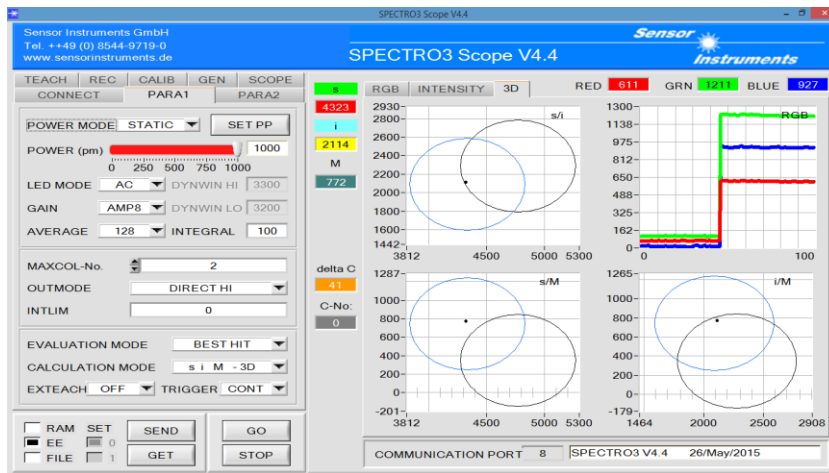 SPECTRO3 Scope V4.4
Sensor Instruments GmbH
Tel. ++49 (0) 8544-9719-0
www.sensorinstruments.de
SPECTRO3 Scope V4.4
Sensor
Instruments
TEACH REC CALIB GEN SCOPE
CONNECT PARA1 PARA2
POWER MODE STATIC SET PP
POWER (pm) 1000
0 250 500 750 1000
LED MODE AC DYNWIN HI 3300
GAIN AMP8 DYNWIN LO 3200
AVERAGE 128 INTEGRAL 100
MAXCOL-No. 2
OUTMODE DIRECT HI
INTLIM 0
EVALUATION MODE BEST HIT
CALCULATION MODE s i M - 3D
EXTEACH OFF TRIGGER CONT
RAM SET
EE 0
FILE 1
SEND GO
GET STOP
s
4323
i
2114
M
772
delta C
41
C-No:
0
RGB INTENSITY 3D RED 611 GRN 1211 BLUE 927
s/i
2930
2800
2600
2400
2200
2000
1800
1600
1442
3812 4500 5000 5300
RGB
1300
1138
975
812
650
488
325
162
0
0 100
s/M
1287
1000
800
600
400
200
0
-201
3812 4500 5000 5300
i/M
1265
1000
800
600
400
200
0
-179
1464 2000 2500 2908
COMMUNICATION PORT 8 SPECTRO3 V4.4 26/May/2015